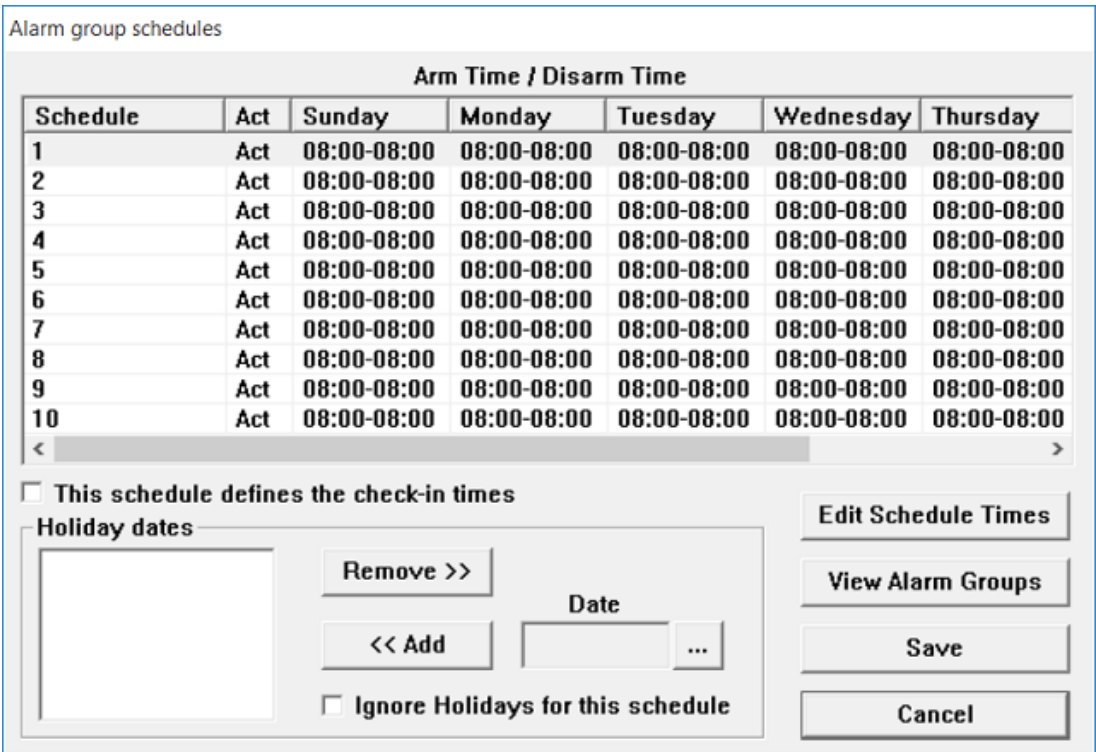 Alarm group schedules
Arm Time / Disarm Time
Schedule Act Sunday Monday Tuesday Wednesday Thursday
1 Act 08:00-08:00 08:00-08:00 08:00-08:00 08:00-08:00 08:00-08:00
2 Act 08:00-08:00 08:00-08:00 08:00-08:00 08:00-08:00 08:00-08:00
3 Act 08:00-08:00 08:00-08:00 08:00-08:00 08:00-08:00 08:00-08:00
4 Act 08:00-08:00 08:00-08:00 08:00-08:00 08:00-08:00 08:00-08:00
5 Act 08:00-08:00 08:00-08:00 08:00-08:00 08:00-08:00 08:00-08:00
6 Act 08:00-08:00 08:00-08:00 08:00-08:00 08:00-08:00 08:00-08:00
7 Act 08:00-08:00 08:00-08:00 08:00-08:00 08:00-08:00 08:00-08:00
8 Act 08:00-08:00 08:00-08:00 08:00-08:00 08:00-08:00 08:00-08:00
9 Act 08:00-08:00 08:00-08:00 08:00-08:00 08:00-08:00 08:00-08:00
10 Act 08:00-08:00 08:00-08:00 08:00-08:00 08:00-08:00 08:00-08:00
This schedule defines the check-in times
Edit Schedule Times
Holiday dates
Remove >>
View Alarm Groups
Date
<< Add
...
Save
Ignore Holidays for this schedule
Cancel